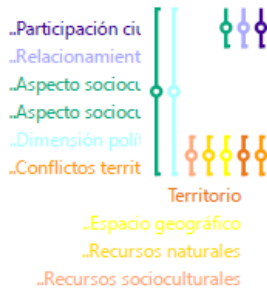 ..Participación ciu
..Relacionamient
..Aspecto sociocu
..Aspecto sociocu
..Dimensión polí
..Conflictos territ
Territorio
..Espacio geográfico
..Recursos naturales
..Recursos socioculturales